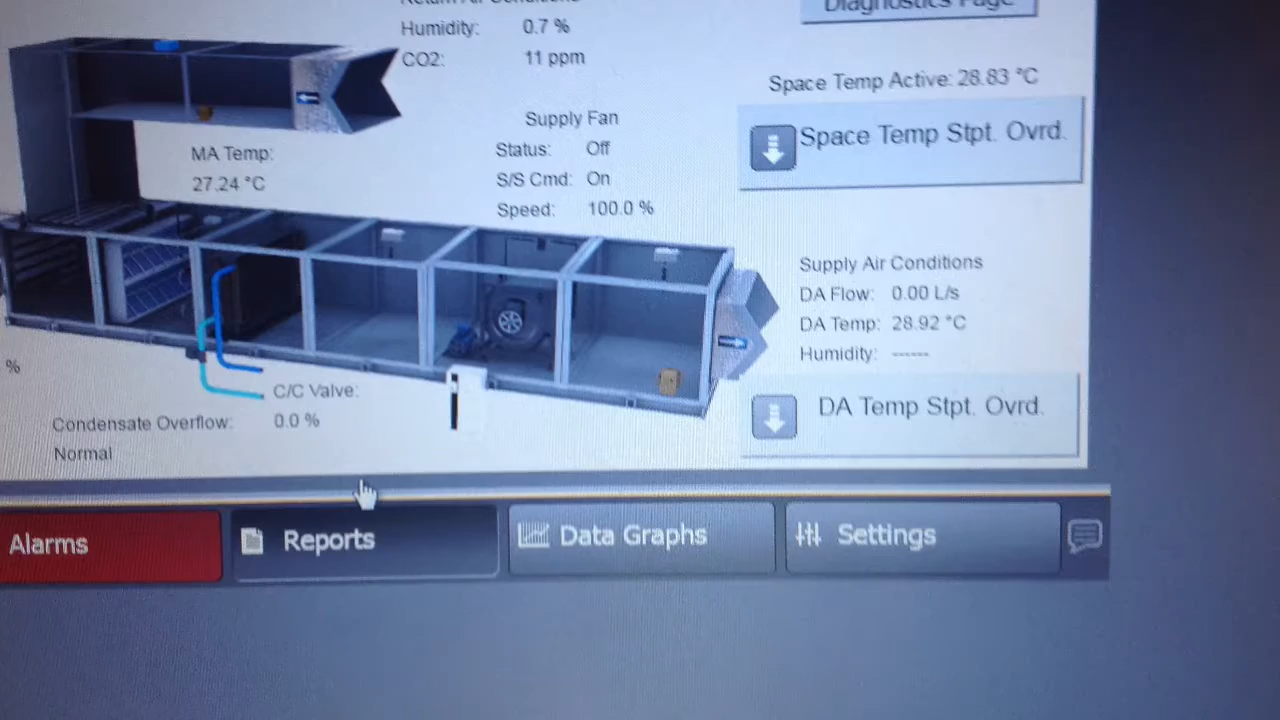 Humidity: 0.7 %
CO2: 11 ppm
Diagnostics Page
Space Temp Active: 28.83 °C
Space Temp Stpt. Ovrd.
Supply Fan
Status: Off
S/S Cmd: On
Speed: 100.0 %
MA Temp:
27.24 °C
Supply Air Conditions
DA Flow: 0.00 L/s
DA Temp: 28.92 °C
Humidity: ------
DA Temp Stpt. Ovrd.
%
C/C Valve:
0.0 %
Condensate Overflow:
Normal
Alarms
Reports
Data Graphs
Settings